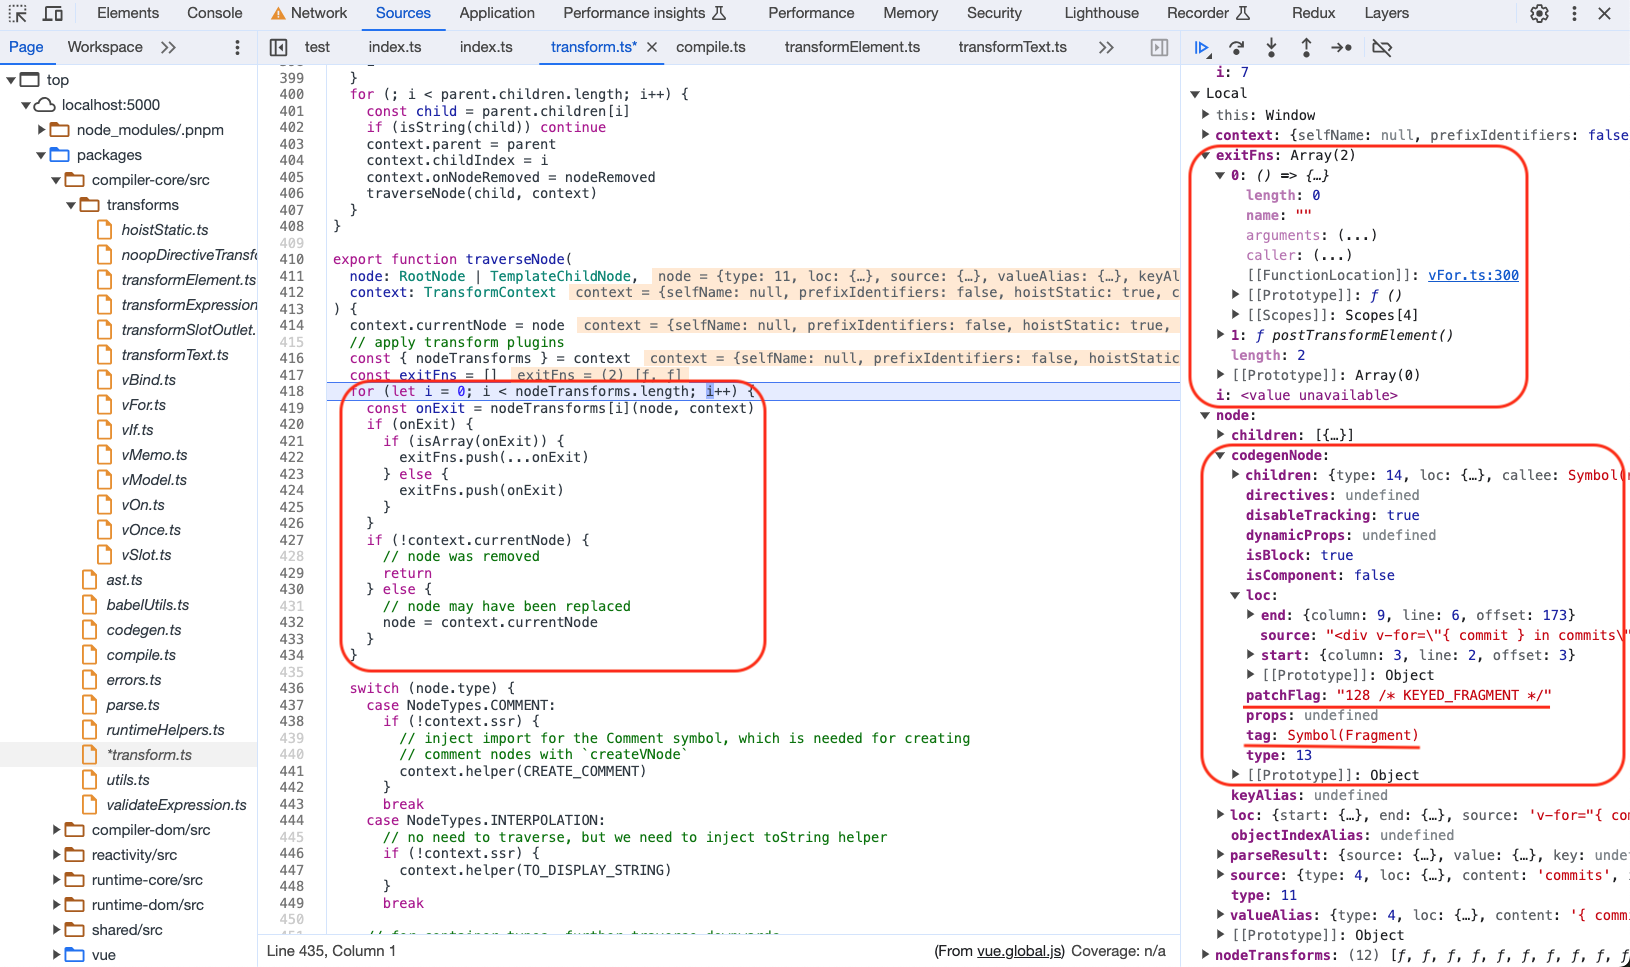 Elements Console Network Sources Application Performance insights Performance Memory Security Lighthouse Recorder Redux Layers
Page Workspace
test index.ts index.ts transform.ts* compile.ts transformElement.ts transformText.ts
top
localhost:5000
node_modules/.pnpm
packages
compiler-core/src
transforms
hoistStatic.ts
noopDirectiveTransfo
transformElement.ts
transformExpression
transformSlotOutlet.
transformText.ts
vBind.ts
vFor.ts
vIf.ts
vMemo.ts
vModel.ts
vOn.ts
vOnce.ts
vSlot.ts
ast.ts
babelUtils.ts
codegen.ts
compile.ts
errors.ts
parse.ts
runtimeHelpers.ts
*transform.ts
utils.ts
validateExpression.ts
compiler-dom/src
reactivity/src
runtime-core/src
runtime-dom/src
shared/src
vue
399 }
400 for (; i < parent.children.length; i++) {
401 const child = parent.children[i]
402 if (isString(child)) continue
403 context.parent = parent
404 context.childIndex = i
405 context.onNodeRemoved = nodeRemoved
406 traverseNode(child, context)
407 }
408 }
409
410 export function traverseNode(
411 node: RootNode | TemplateChildNode, node = {type: 11, loc: {…}, source: {…}, valueAlias: {…}, keyAl
412 context: TransformContext context = {selfName: null, prefixIdentifiers: false, hoistStatic: true, c
413 ) {
414 context.currentNode = node context = {selfName: null, prefixIdentifiers: false, hoistStatic: true,
415 // apply transform plugins
416 const { nodeTransforms } = context context = {selfName: null, prefixIdentifiers: false, hoistStatic
417 const exitFns = [] exitFns = (2) [f, f]
418 for (let i = 0; i < nodeTransforms.length; i++) {
419 const onExit = nodeTransforms[i](node, context)
420 if (onExit) {
421 if (isArray(onExit)) {
422 exitFns.push(...onExit)
423 } else {
424 exitFns.push(onExit)
425 }
426 }
427 if (!context.currentNode) {
428 // node was removed
429 return
430 } else {
431 // node may have been replaced
432 node = context.currentNode
433 }
434 }
435
436 switch (node.type) {
437 case NodeTypes.COMMENT:
438 if (!context.ssr) {
439 // inject import for the Comment symbol, which is needed for creating
440 // comment nodes with `createVNode`
441 context.helper(CREATE_COMMENT)
442 }
443 break
444 case NodeTypes.INTERPOLATION:
445 // no need to traverse, but we need to inject toString helper
446 if (!context.ssr) {
447 context.helper(TO_DISPLAY_STRING)
448 }
449 break
450
Line 435, Column 1 (From vue.global.js) Coverage: n/a
i: 7
Local
this: Window
context: {selfName: null, prefixIdentifiers: false
exitFns: Array(2)
0: () => {…}
length: 0
name: ""
arguments: (...)
caller: (...)
[[FunctionLocation]]: vFor.ts:300
[[Prototype]]: ƒ ()
[[Scopes]]: Scopes[4]
1: ƒ postTransformElement()
length: 2
[[Prototype]]: Array(0)
i: <value unavailable>
node:
children: [{…}]
codegenNode:
children: {type: 14, loc: {…}, callee: Symbol(r
directives: undefined
disableTracking: true
dynamicProps: undefined
isBlock: true
isComponent: false
loc:
end: {column: 9, line: 6, offset: 173}
source: "<div v-for=\"{ commit } in commits\"
start: {column: 3, line: 2, offset: 3}
[[Prototype]]: Object
patchFlag: "128 /* KEYED_FRAGMENT */"
props: undefined
tag: Symbol(Fragment)
type: 13
[[Prototype]]: Object
keyAlias: undefined
loc: {start: {…}, end: {…}, source: 'v-for="{ com
objectIndexAlias: undefined
parseResult: {source: {…}, value: {…}, key: unde
source: {type: 4, loc: {…}, content: 'commits',
type: 11
valueAlias: {type: 4, loc: {…}, content: '{ comm
[[Prototype]]: Object
nodeTransforms: (12) [ƒ, ƒ, ƒ, ƒ, ƒ, ƒ, ƒ, ƒ, ƒ, ƒ